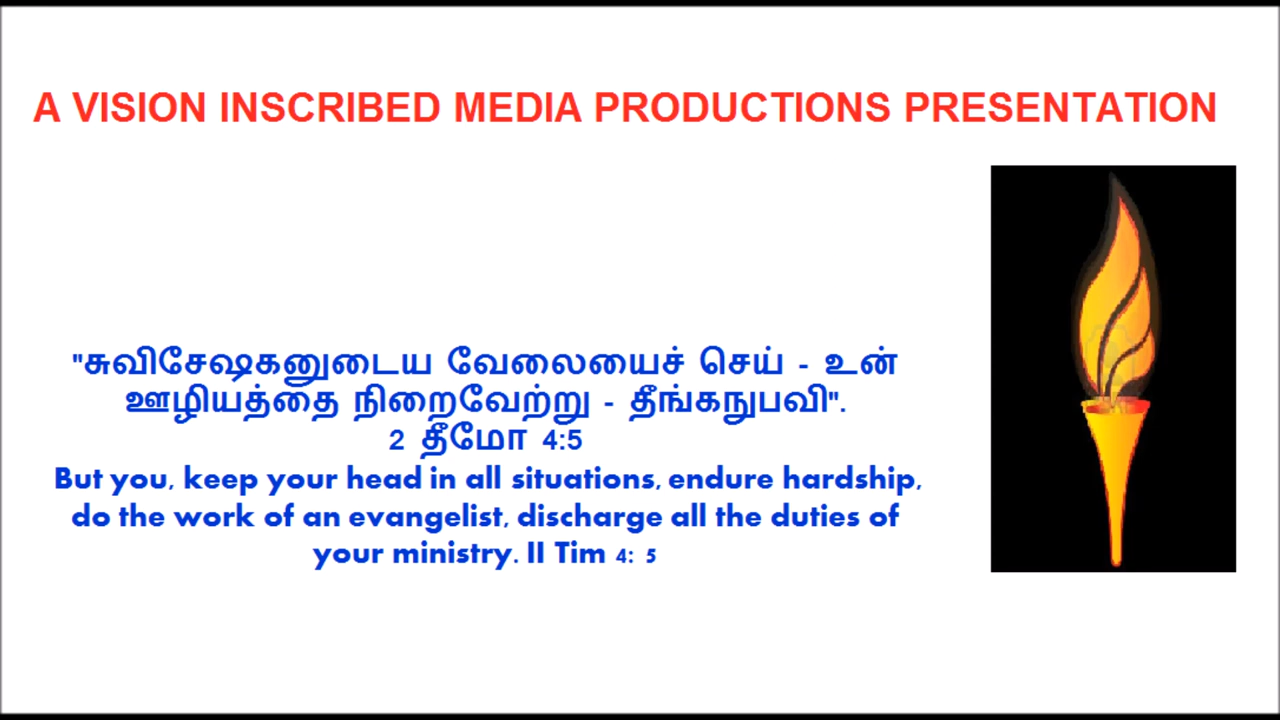 A VISION INSCRIBED MEDIA PRODUCTIONS PRESENTATION
"சுவிசேஷகனுடைய வேலையைச் செய் - உன்
ஊழியத்தை நிறைவேற்று - தீங்கநுபவி".
2 தீமோ 4:5
But you, keep your head in all situations, endure hardship,
do the work of an evangelist, discharge all the duties of
your ministry. II Tim 4: 5